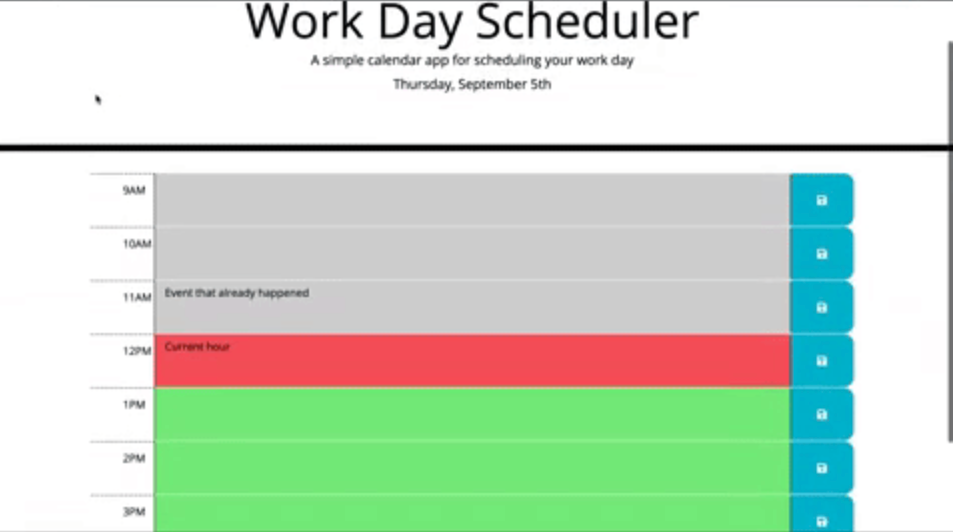 Work Day Scheduler
A simple calendar app for scheduling your work day
Thursday, September 5th
9AM
10AM
11AM Event that already happened
12PM Current hour
1PM
2PM
3PM